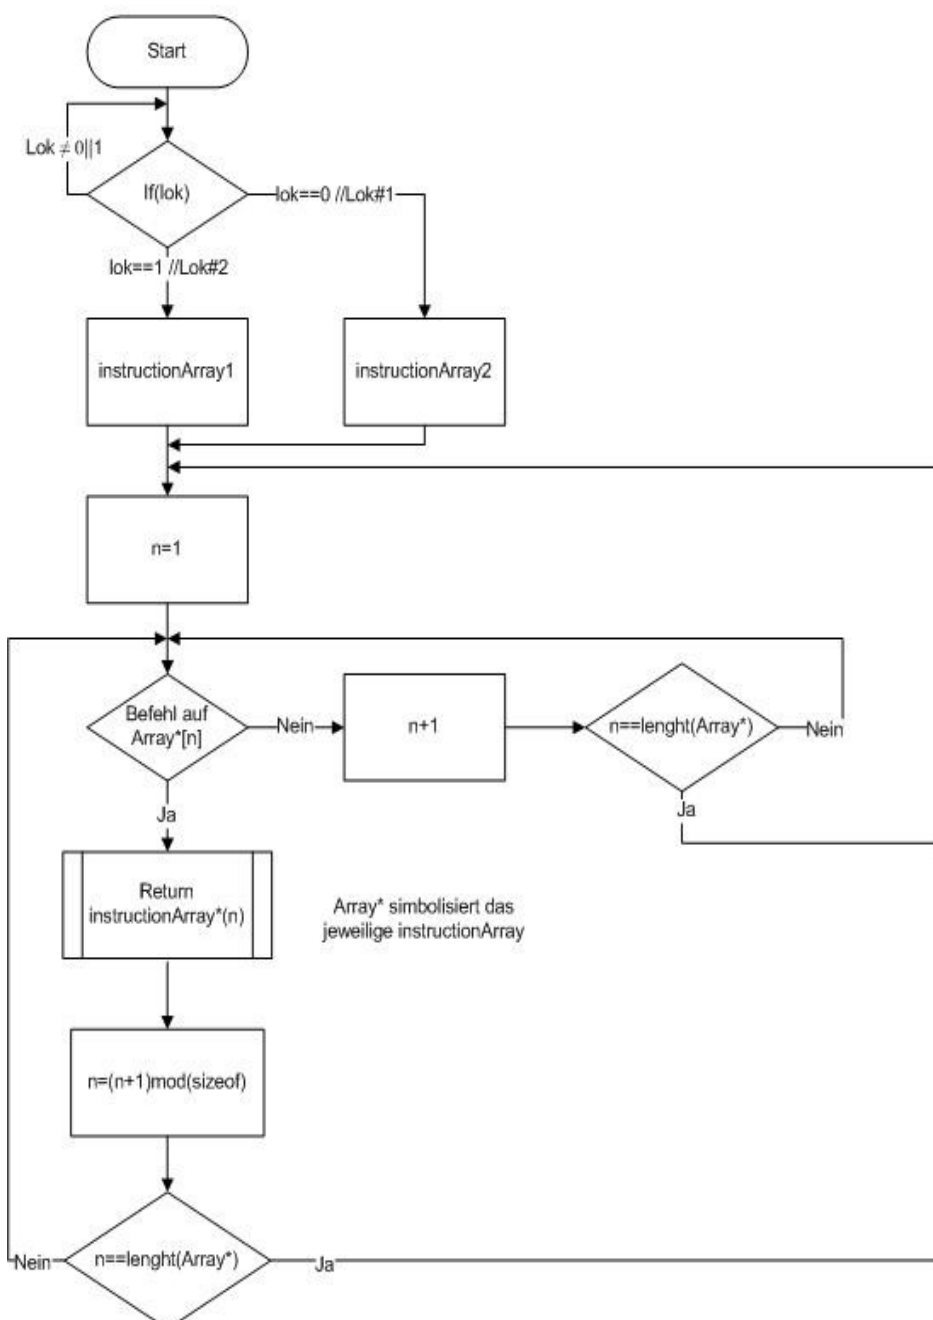 Start
Lok ≠ 0||1
If(lok)
lok==0 //Lok#1
lok==1 //Lok#2
instructionArray1
instructionArray2
n=1
Befehl auf
Array*[n]
Nein
n+1
n==lenght(Array*)
Nein
Ja
Ja
Return
instructionArray*(n)
Array* simbolisiert das
jeweilige instructionArray
n=(n+1)mod(sizeof)
Nein
n==lenght(Array*)
Ja